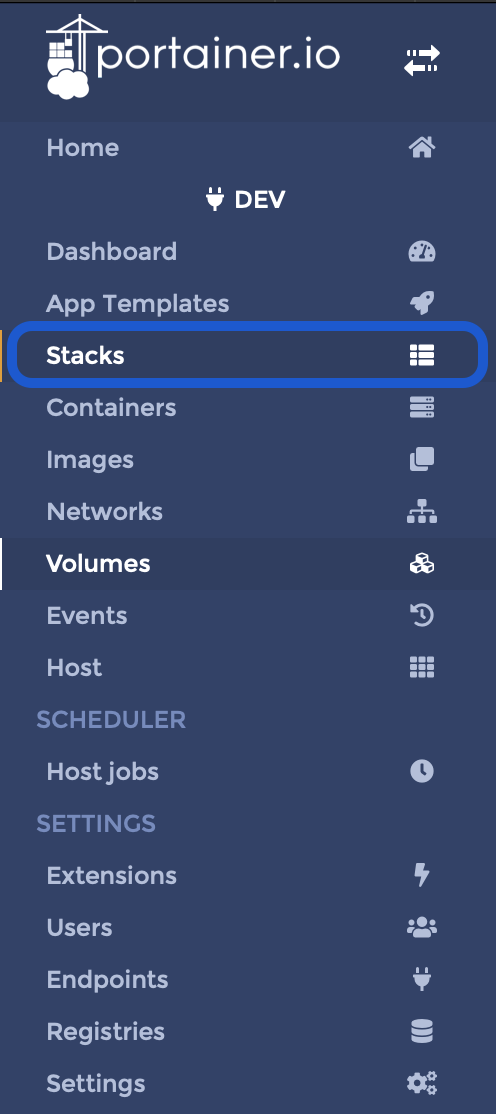 portainer.io
Home
DEV
Dashboard
App Templates
Stacks
Containers
Images
Networks
Volumes
Events
Host
SCHEDULER
Host jobs
SETTINGS
Extensions
Users
Endpoints
Registries
Settings